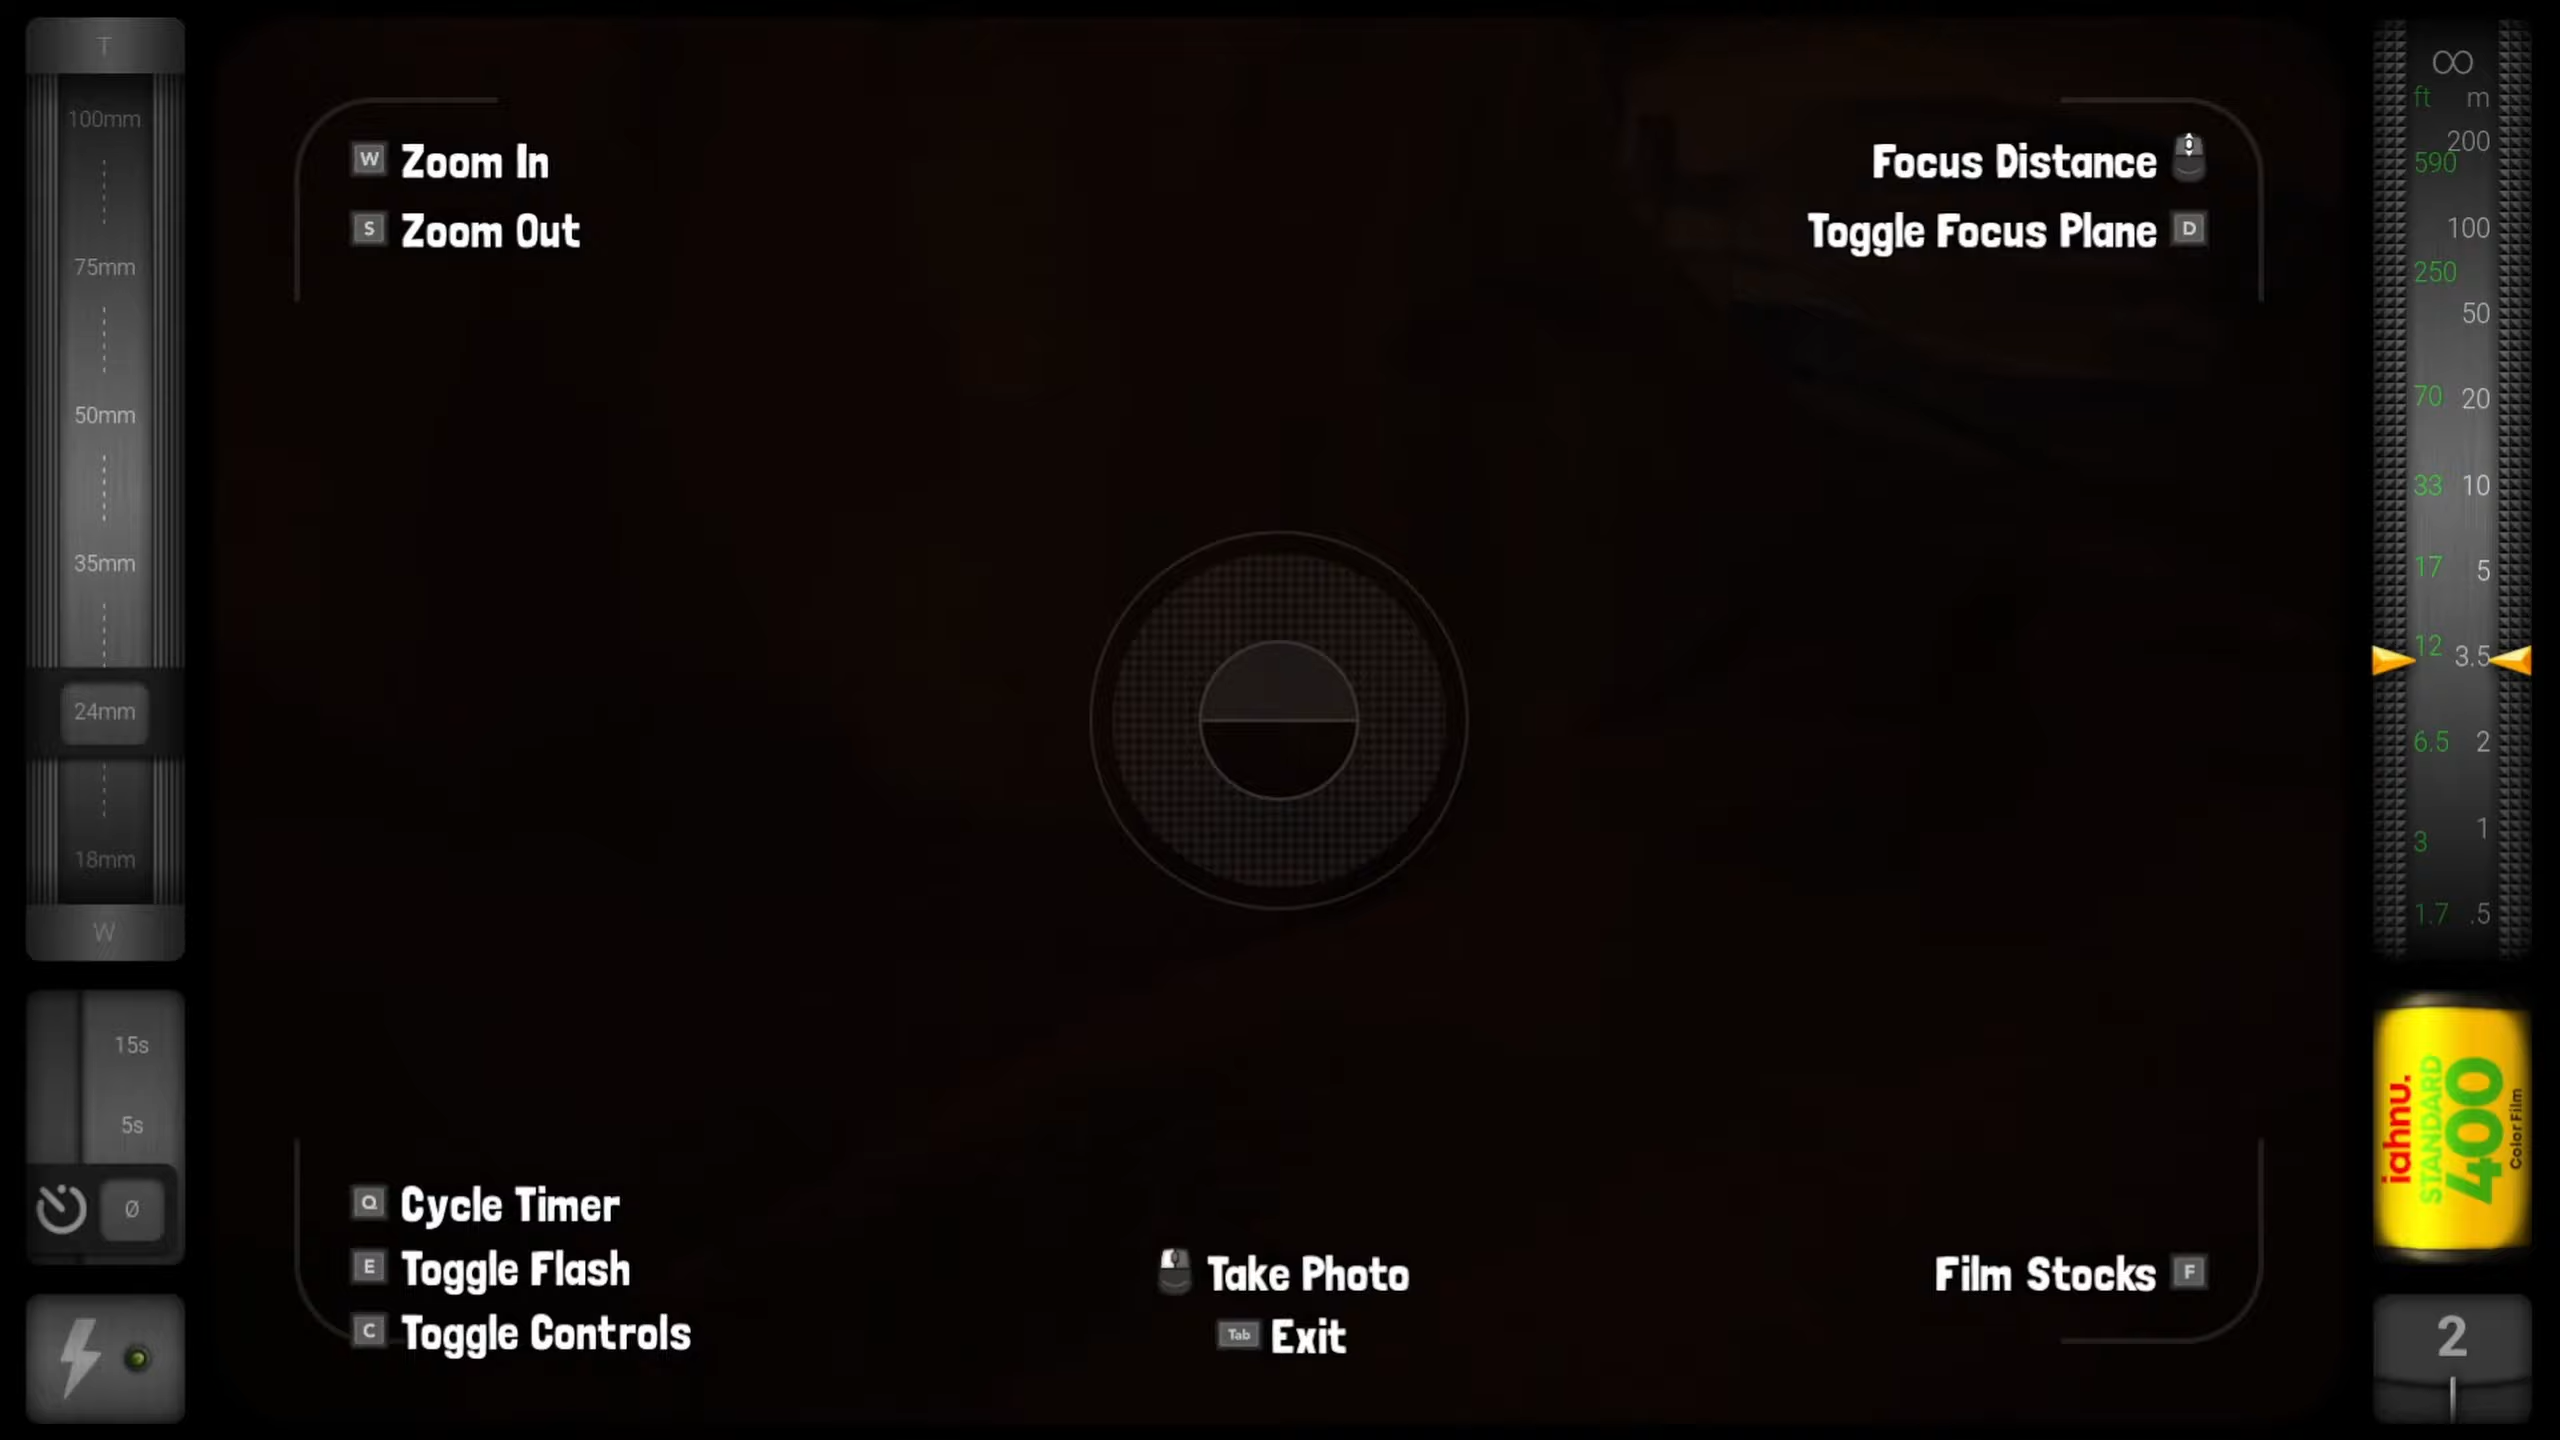 T
100mm
75mm
50mm
35mm
24mm
18mm
W
15s
5s
Ø
W Zoom In
S Zoom Out
Focus Distance
Toggle Focus Plane D
Q Cycle Timer
E Toggle Flash
C Toggle Controls
Take Photo
Tab Exit
Film Stocks F
∞
ft m
200
590
100
250
50
70 20
33 10
17 5
12 3.5
6.5 2
1
3
1.7 .5
iahnu.
STANDARD
400
Color Film
2